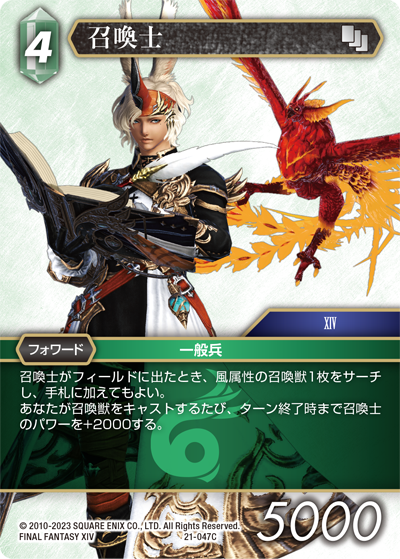 4
召喚士
XIV
フォワード
一般兵
召喚士がフィールドに出たとき、風属性の召喚獣1枚をサーチ
し、手札に加えてもよい。
あなたが召喚獣をキャストするたび、ターン終了時まで召喚士
のパワーを+2000する。
© 2010-2023 SQUARE ENIX CO., LTD. All Rights Reserved.
FINAL FANTASY XIV
21-047C
5000